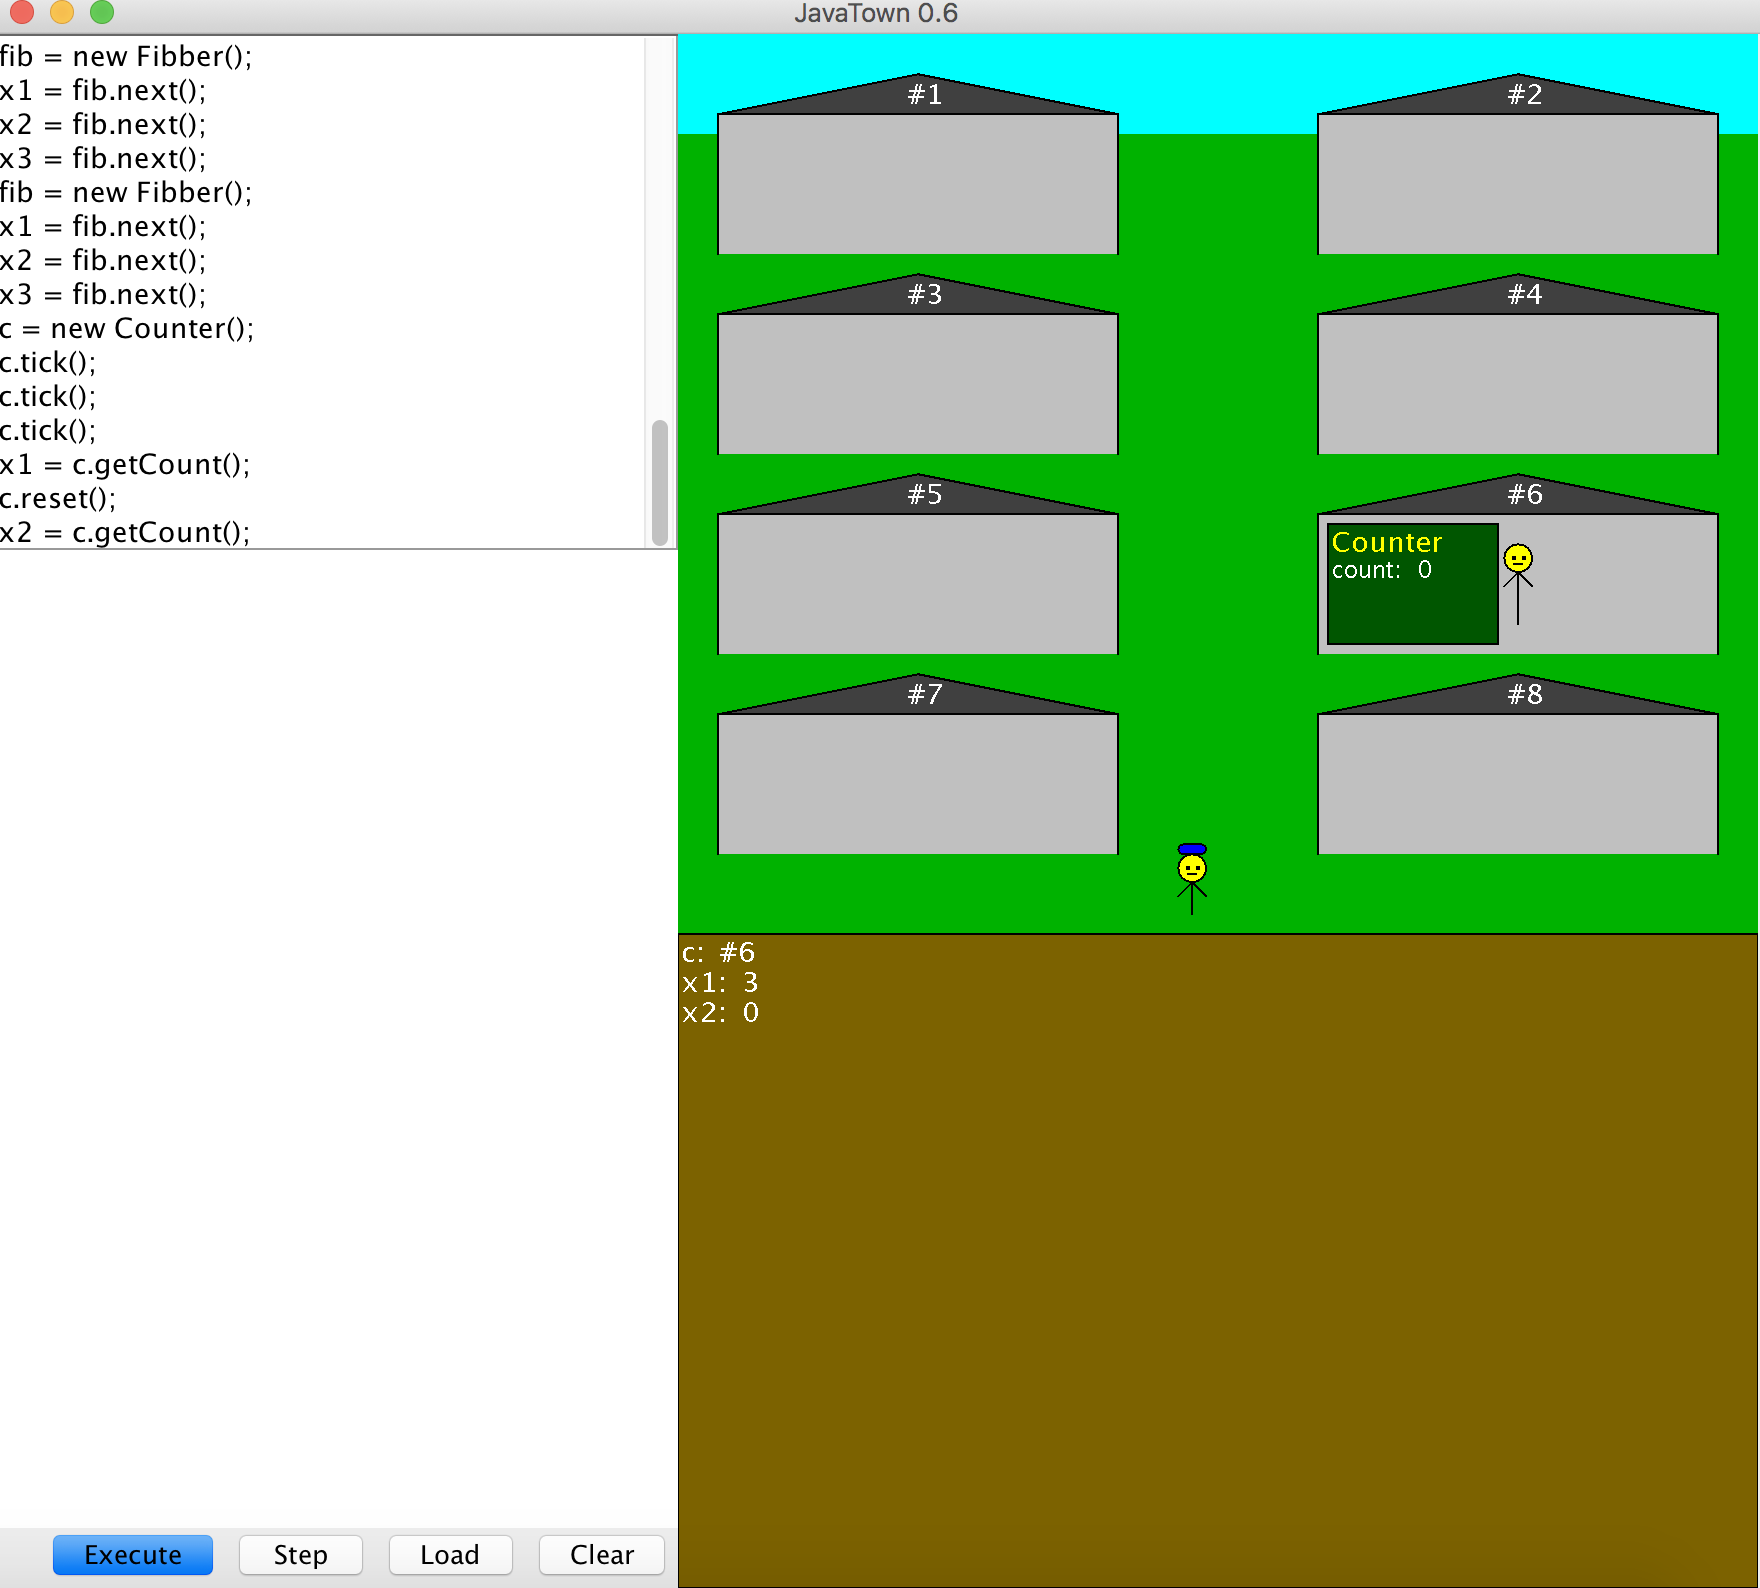 JavaTown 0.6
fib = new Fibber();
x1 = fib.next();
x2 = fib.next();
x3 = fib.next();
fib = new Fibber();
x1 = fib.next();
x2 = fib.next();
x3 = fib.next();
c = new Counter();
c.tick();
c.tick();
c.tick();
x1 = c.getCount();
c.reset();
x2 = c.getCount();
#1
#2
#3
#4
#5
#6
Counter
count: 0
#7
#8
c: #6
x1: 3
x2: 0
Execute
Step
Load
Clear